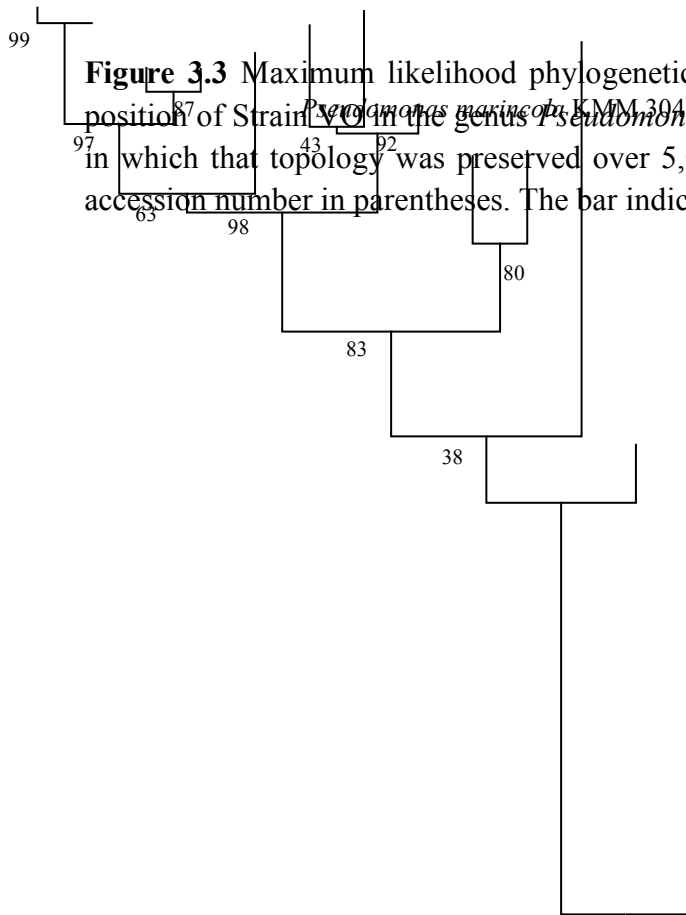 99
Figure 3.3 Maximum likelihood phylogenetic
87
Pseudomonas marincola KMM 304
position of Strain VO in the genus Pseudomon
97
43
92
in which that topology was preserved over 5,
accession number in parentheses. The bar indic
63
98
80
83
38